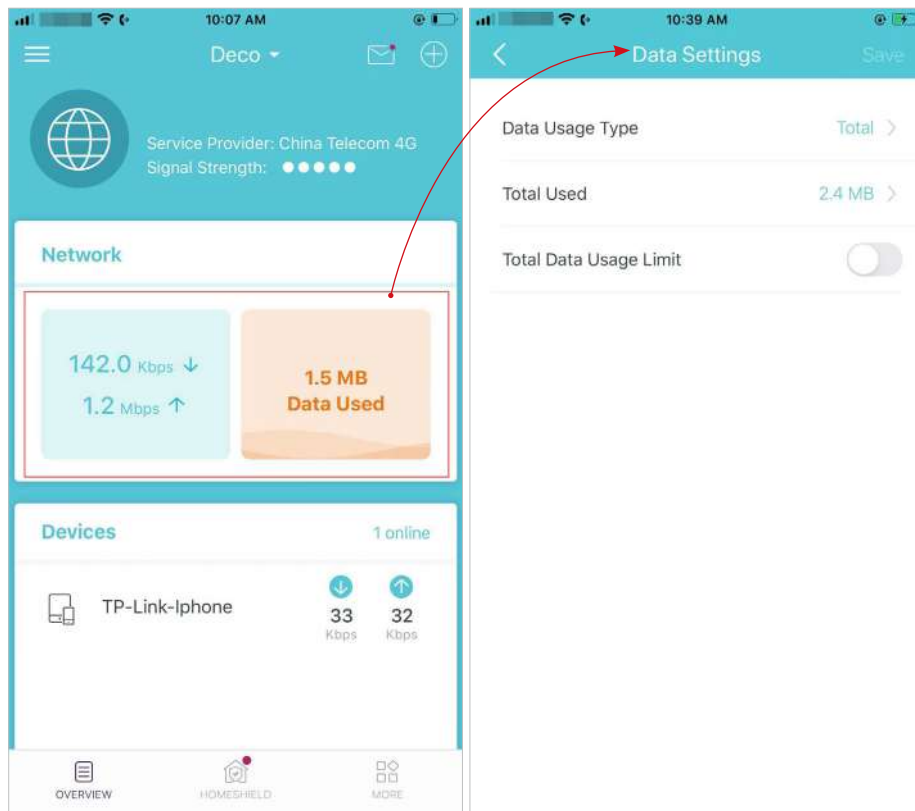 10:07 AM
Deco
Service Provider: China Telecom 4G
Signal Strength:
Network
142.0 Kbps ↓
1.2 Mbps ↑
1.5 MB
Data Used
Devices
1 online
TP-Link-Iphone
33
Kbps
32
Kbps
OVERVIEW
HOMESHIELD
MORE
10:39 AM
Data Settings
Save
Data Usage Type
Total
Total Used
2.4 MB
Total Data Usage Limit